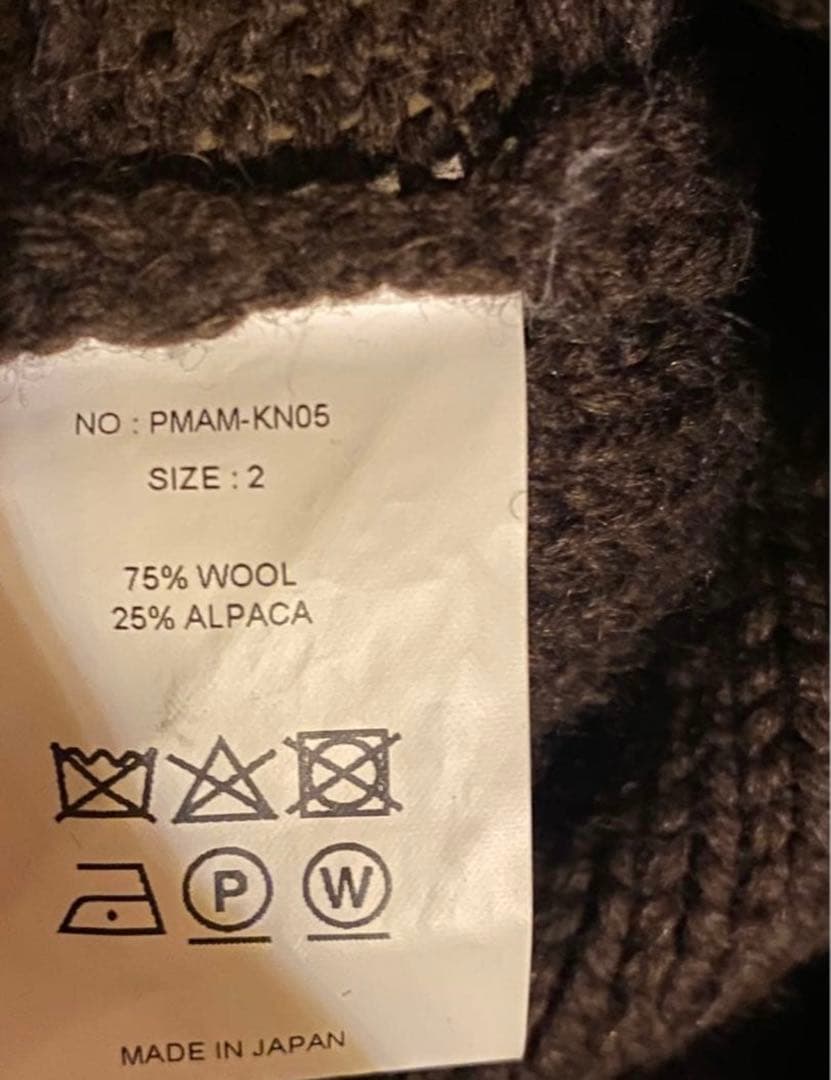 NO : PMAM-KN05
SIZE : 2
75% WOOL
25% ALPACA
P W
MADE IN JAPAN